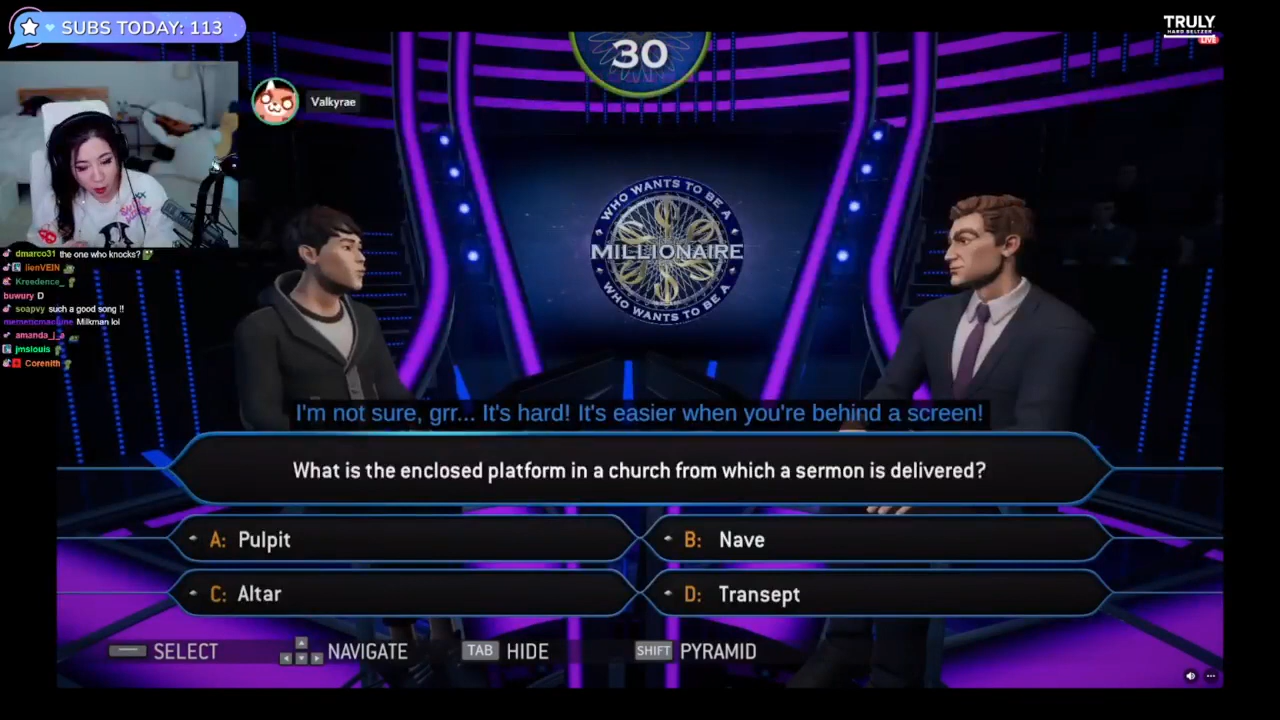 SUBS TODAY: 113
TRULY
HARD SELTZER
LIVE
30
Valkyrae
WHO WANTS TO BE A
MILLIONAIRE
WHO WANTS TO BE A
dmarco31 the one who knocks?
lienVEIN
Kreedence_
buwury D
soapvy such a good song !!
Milkman lol
amanda_j_a
jmslouis
Corenith
I'm not sure, grr... It's hard! It's easier when you're behind a screen!
What is the enclosed platform in a church from which a sermon is delivered?
A: Pulpit
B: Nave
C: Altar
D: Transept
SELECT NAVIGATE TAB HIDE SHIFT PYRAMID